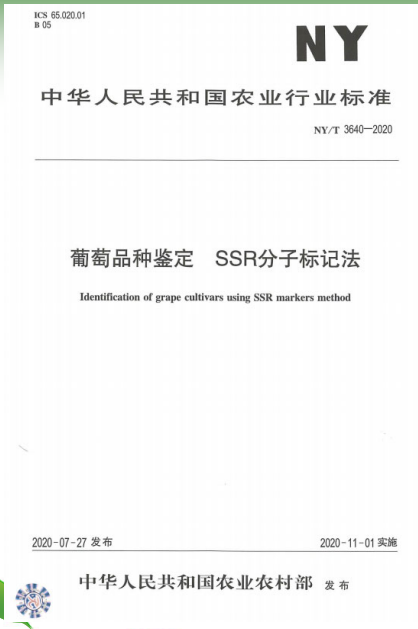 ICS 65.020.01
B 05
NY
中华人民共和国农业行业标准
NY/T 3640—2020
葡萄品种鉴定 SSR分子标记法
Identification of grape cultivars using SSR markers method
2020-07-27 发布
2020-11-01 实施
中华人民共和国农业农村部 发布